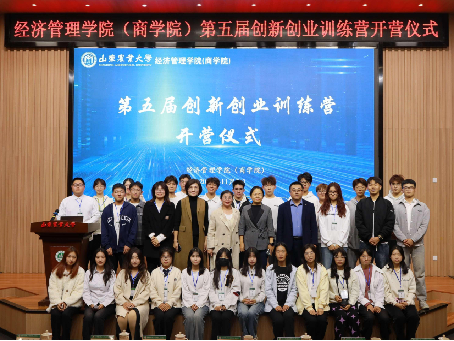 经济管理学院（商学院）第五届创新创业训练营开营仪式
山东农业大学 经济管理学院(商学院)
第五届创新创业训练营
开营仪式
经济管理学院（商学院）